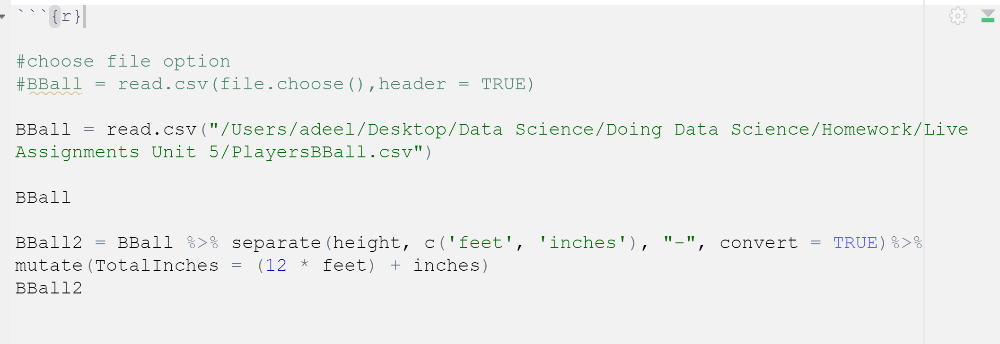 ```{r}
#choose file option
#BBall = read.csv(file.choose(),header = TRUE)
BBall = read.csv("/Users/adeel/Desktop/Data Science/Doing Data Science/Homework/Live
Assignments Unit 5/PlayersBBall.csv")
BBall
BBall2 = BBall %>% separate(height, c('feet', 'inches'), "-", convert = TRUE)%>%
mutate(TotalInches = (12 * feet) + inches)
BBall2